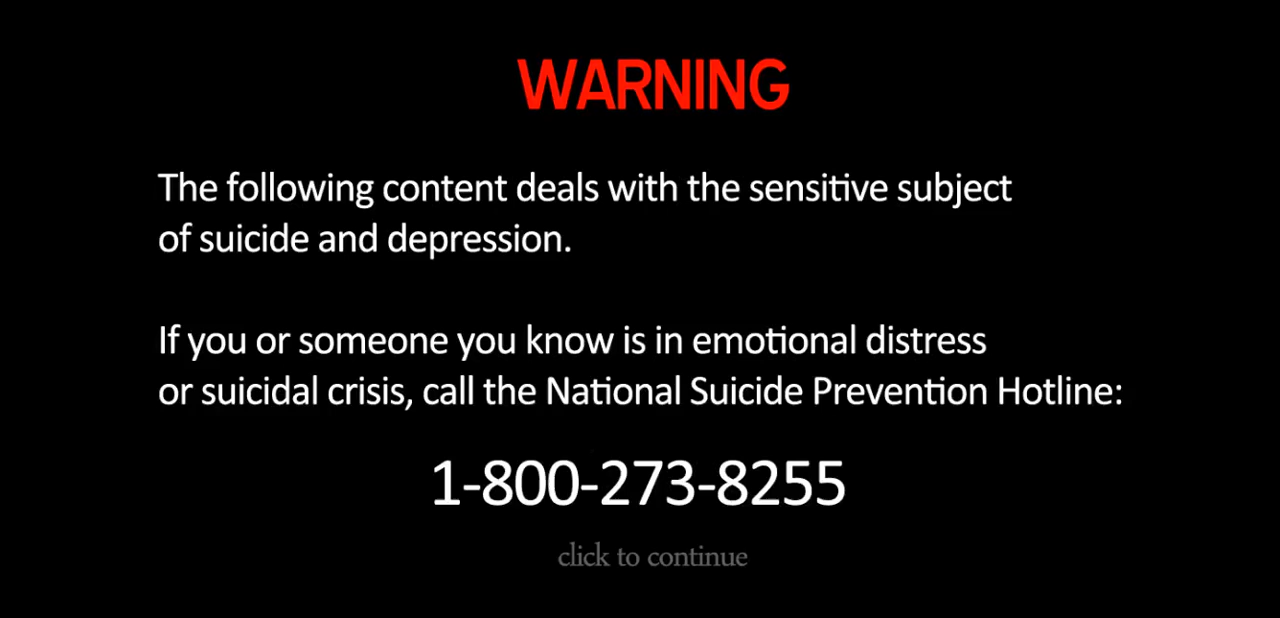 WARNING
The following content deals with the sensitive subject
of suicide and depression.
If you or someone you know is in emotional distress
or suicidal crisis, call the National Suicide Prevention Hotline:
1-800-273-8255
click to continue